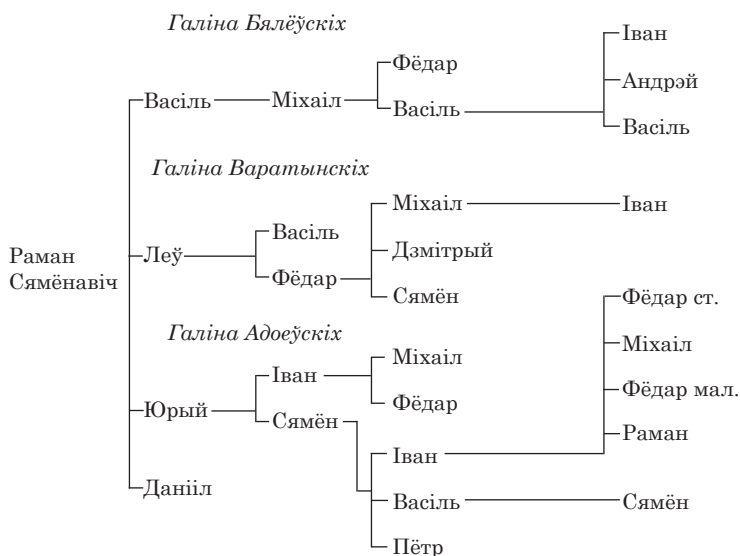 Галіна Бялёўскіх
Іван
Фёдар
Андрэй
Васіль
Міхаіл
Васіль
Васіль
Галіна Варатынскіх
Міхаіл
Іван
Васіль
Раман
Сямёнавіч
Леў
Дзмітрый
Фёдар
Сямён
Фёдар ст.
Галіна Адоеўскіх
Міхаіл
Міхаіл
Іван
Фёдар мал.
Юрый
Фёдар
Сямён
Раман
Іван
Данііл
Васіль
Сямён
Пётр